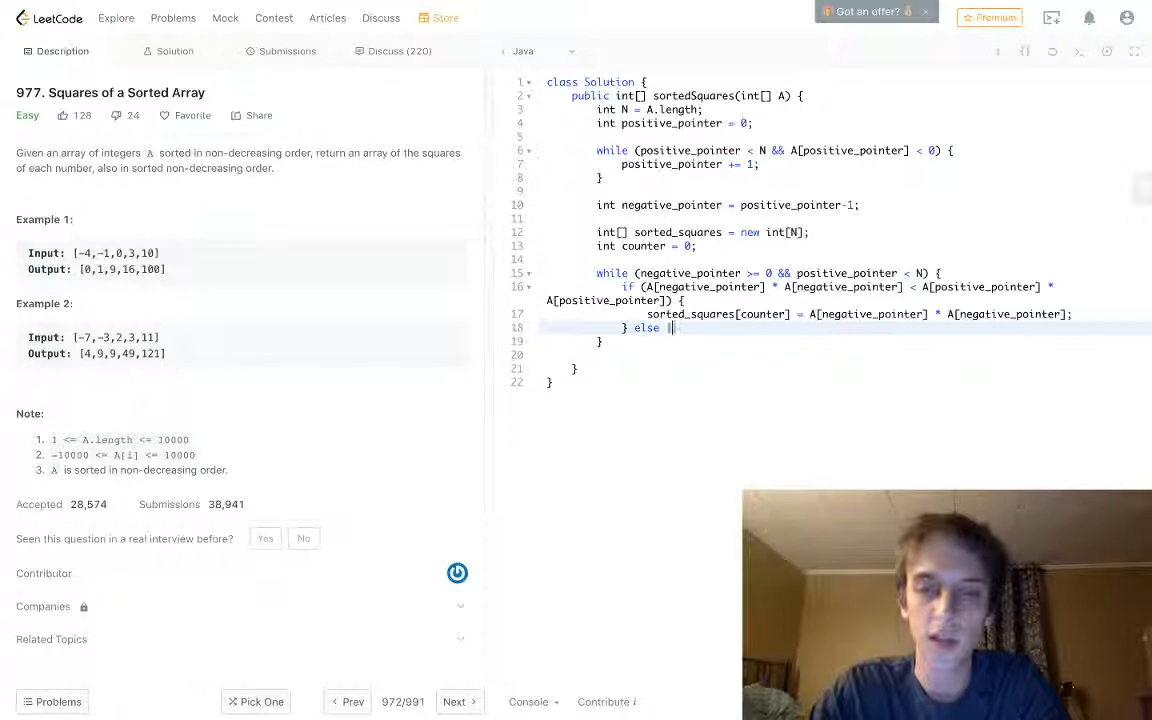 LeetCode Explore Problems Mock Contest Articles Discuss Store Got an offer? × Premium
Description Solution Submissions Discuss (220) Java
977. Squares of a Sorted Array
Easy 128 24 Favorite Share
Given an array of integers A sorted in non-decreasing order, return an array of the squares
of each number, also in sorted non-decreasing order.
Example 1:
Input: [-4,-1,0,3,10]
Output: [0,1,9,16,100]
Example 2:
Input: [-7,-3,2,3,11]
Output: [4,9,9,49,121]
Note:
1. 1 <= A.length <= 10000
2. -10000 <= A[i] <= 10000
3. A is sorted in non-decreasing order.
Accepted 28,574 Submissions 38,941
Seen this question in a real interview before? Yes No
Contributor
Companies
Related Topics
Problems Pick One < Prev 972/991 Next >
1 class Solution {
2 public int[] sortedSquares(int[] A) {
3 int N = A.length;
4 int positive_pointer = 0;
5
6 while (positive_pointer < N && A[positive_pointer] < 0) {
7 positive_pointer += 1;
8 }
9
10 int negative_pointer = positive_pointer-1;
11
12 int[] sorted_squares = new int[N];
13 int counter = 0;
14
15 while (negative_pointer >= 0 && positive_pointer < N) {
16 if (A[negative_pointer] * A[negative_pointer] < A[positive_pointer] *
A[positive_pointer]) {
17 sorted_squares[counter] = A[negative_pointer] * A[negative_pointer];
18 } else
19 }
20
21 }
22 }
Console Contribute i